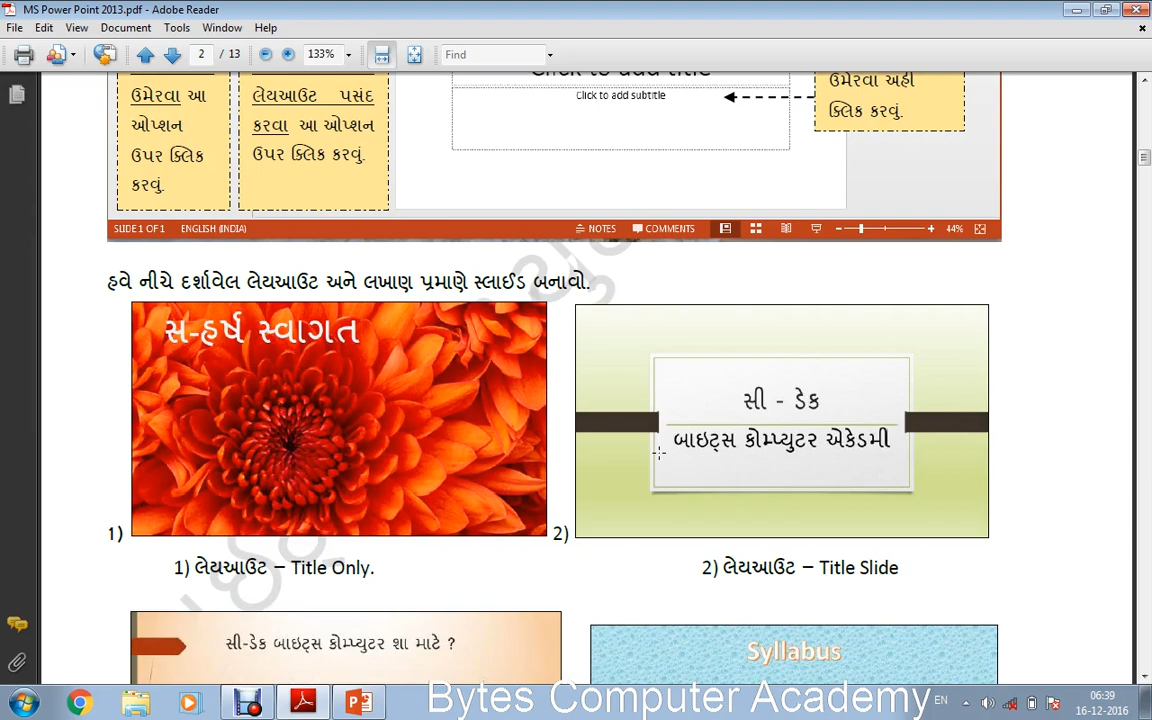 MS Power Point 2013.pdf - Adobe Reader
File Edit View Document Tools Window Help
2 / 13 133% Find
ઉમેરવા આ
ઓપ્શન
ઉપર ક્લિક
કરવું.
લેયઆઉટ પસંદ
કરવા આ ઓપ્શન
ઉપર ક્લિક કરવું.
Click to add title
Click to add subtitle
ઉમેરવા અહી
ક્લિક કરવું.
SLIDE 1 OF 1 ENGLISH (INDIA) NOTES COMMENTS 44%
હવે નીચે દર્શાવેલ લેયઆઉટ અને લખાણ પ્રમાણે સ્લાઈડ બનાવો.
સ-હર્ષ સ્વાગત
સી - ડેક
બાઇટ્સ કોમ્પ્યુટર એકેડમી
1) 2)
1) લેયઆઉટ – Title Only. 2) લેયઆઉટ – Title Slide
સી-ડેક બાઇટ્સ કોમ્પ્યુટર શા માટે ?
Syllabus
Bytes Computer Academy
EN 06:39
16-12-2016